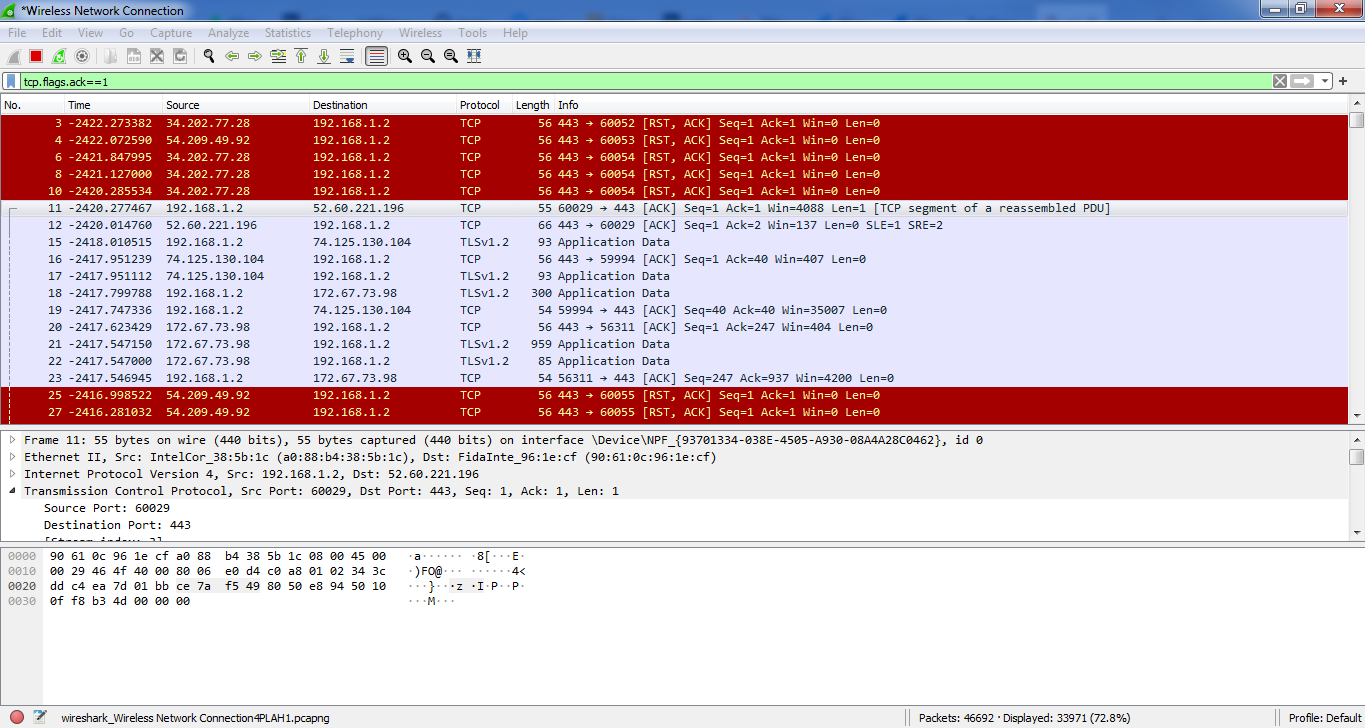 *Wireless Network Connection
File Edit View Go Capture Analyze Statistics Telephony Wireless Tools Help
tcp.flags.ack==1
No. Time Source Destination Protocol Length Info
3 -2422.273382 34.202.77.28 192.168.1.2 TCP 56 443 → 60052 [RST, ACK] Seq=1 Ack=1 Win=0 Len=0
4 -2422.072590 54.209.49.92 192.168.1.2 TCP 56 443 → 60053 [RST, ACK] Seq=1 Ack=1 Win=0 Len=0
6 -2421.847995 34.202.77.28 192.168.1.2 TCP 56 443 → 60054 [RST, ACK] Seq=1 Ack=1 Win=0 Len=0
8 -2421.127000 34.202.77.28 192.168.1.2 TCP 56 443 → 60054 [RST, ACK] Seq=1 Ack=1 Win=0 Len=0
10 -2420.285534 34.202.77.28 192.168.1.2 TCP 56 443 → 60054 [RST, ACK] Seq=1 Ack=1 Win=0 Len=0
11 -2420.277467 192.168.1.2 52.60.221.196 TCP 55 60029 → 443 [ACK] Seq=1 Ack=1 Win=4088 Len=1 [TCP segment of a reassembled PDU]
12 -2420.014760 52.60.221.196 192.168.1.2 TCP 66 443 → 60029 [ACK] Seq=1 Ack=2 Win=137 Len=0 SLE=1 SRE=2
15 -2418.010515 192.168.1.2 74.125.130.104 TLSv1.2 93 Application Data
16 -2417.951239 74.125.130.104 192.168.1.2 TCP 56 443 → 59994 [ACK] Seq=1 Ack=40 Win=407 Len=0
17 -2417.951112 74.125.130.104 192.168.1.2 TLSv1.2 93 Application Data
18 -2417.799788 192.168.1.2 172.67.73.98 TLSv1.2 300 Application Data
19 -2417.747336 192.168.1.2 74.125.130.104 TCP 54 59994 → 443 [ACK] Seq=40 Ack=40 Win=35007 Len=0
20 -2417.623429 172.67.73.98 192.168.1.2 TCP 56 443 → 56311 [ACK] Seq=1 Ack=247 Win=404 Len=0
21 -2417.547150 172.67.73.98 192.168.1.2 TLSv1.2 959 Application Data
22 -2417.547000 172.67.73.98 192.168.1.2 TLSv1.2 85 Application Data
23 -2417.546945 192.168.1.2 172.67.73.98 TCP 54 56311 → 443 [ACK] Seq=247 Ack=937 Win=4200 Len=0
25 -2416.998522 54.209.49.92 192.168.1.2 TCP 56 443 → 60055 [RST, ACK] Seq=1 Ack=1 Win=0 Len=0
27 -2416.281032 54.209.49.92 192.168.1.2 TCP 56 443 → 60055 [RST, ACK] Seq=1 Ack=1 Win=0 Len=0
Frame 11: 55 bytes on wire (440 bits), 55 bytes captured (440 bits) on interface \Device\NPF_{93701334-038E-4505-A930-08A4A28C0462}, id 0
Ethernet II, Src: IntelCor_38:5b:1c (a0:88:b4:38:5b:1c), Dst: FidaInte_96:1e:cf (90:61:0c:96:1e:cf)
Internet Protocol Version 4, Src: 192.168.1.2, Dst: 52.60.221.196
Transmission Control Protocol, Src Port: 60029, Dst Port: 443, Seq: 1, Ack: 1, Len: 1
Source Port: 60029
Destination Port: 443
0000 90 61 0c 96 1e cf a0 88 b4 38 5b 1c 08 00 45 00 ·a······ ·8[···E·
0010 00 29 46 4f 40 00 80 06 e0 d4 c0 a8 01 02 34 3c ·)FO@··· ······4<
0020 dd c4 ea 7d 01 bb ce 7a f5 49 80 50 e8 94 50 10 ···}···z ·I·P··P·
0030 0f f8 b3 4d 00 00 00 ···M···
wireshark_Wireless Network Connection4PLAH1.pcapng
Packets: 46692 · Displayed: 33971 (72.8%)
Profile: Default